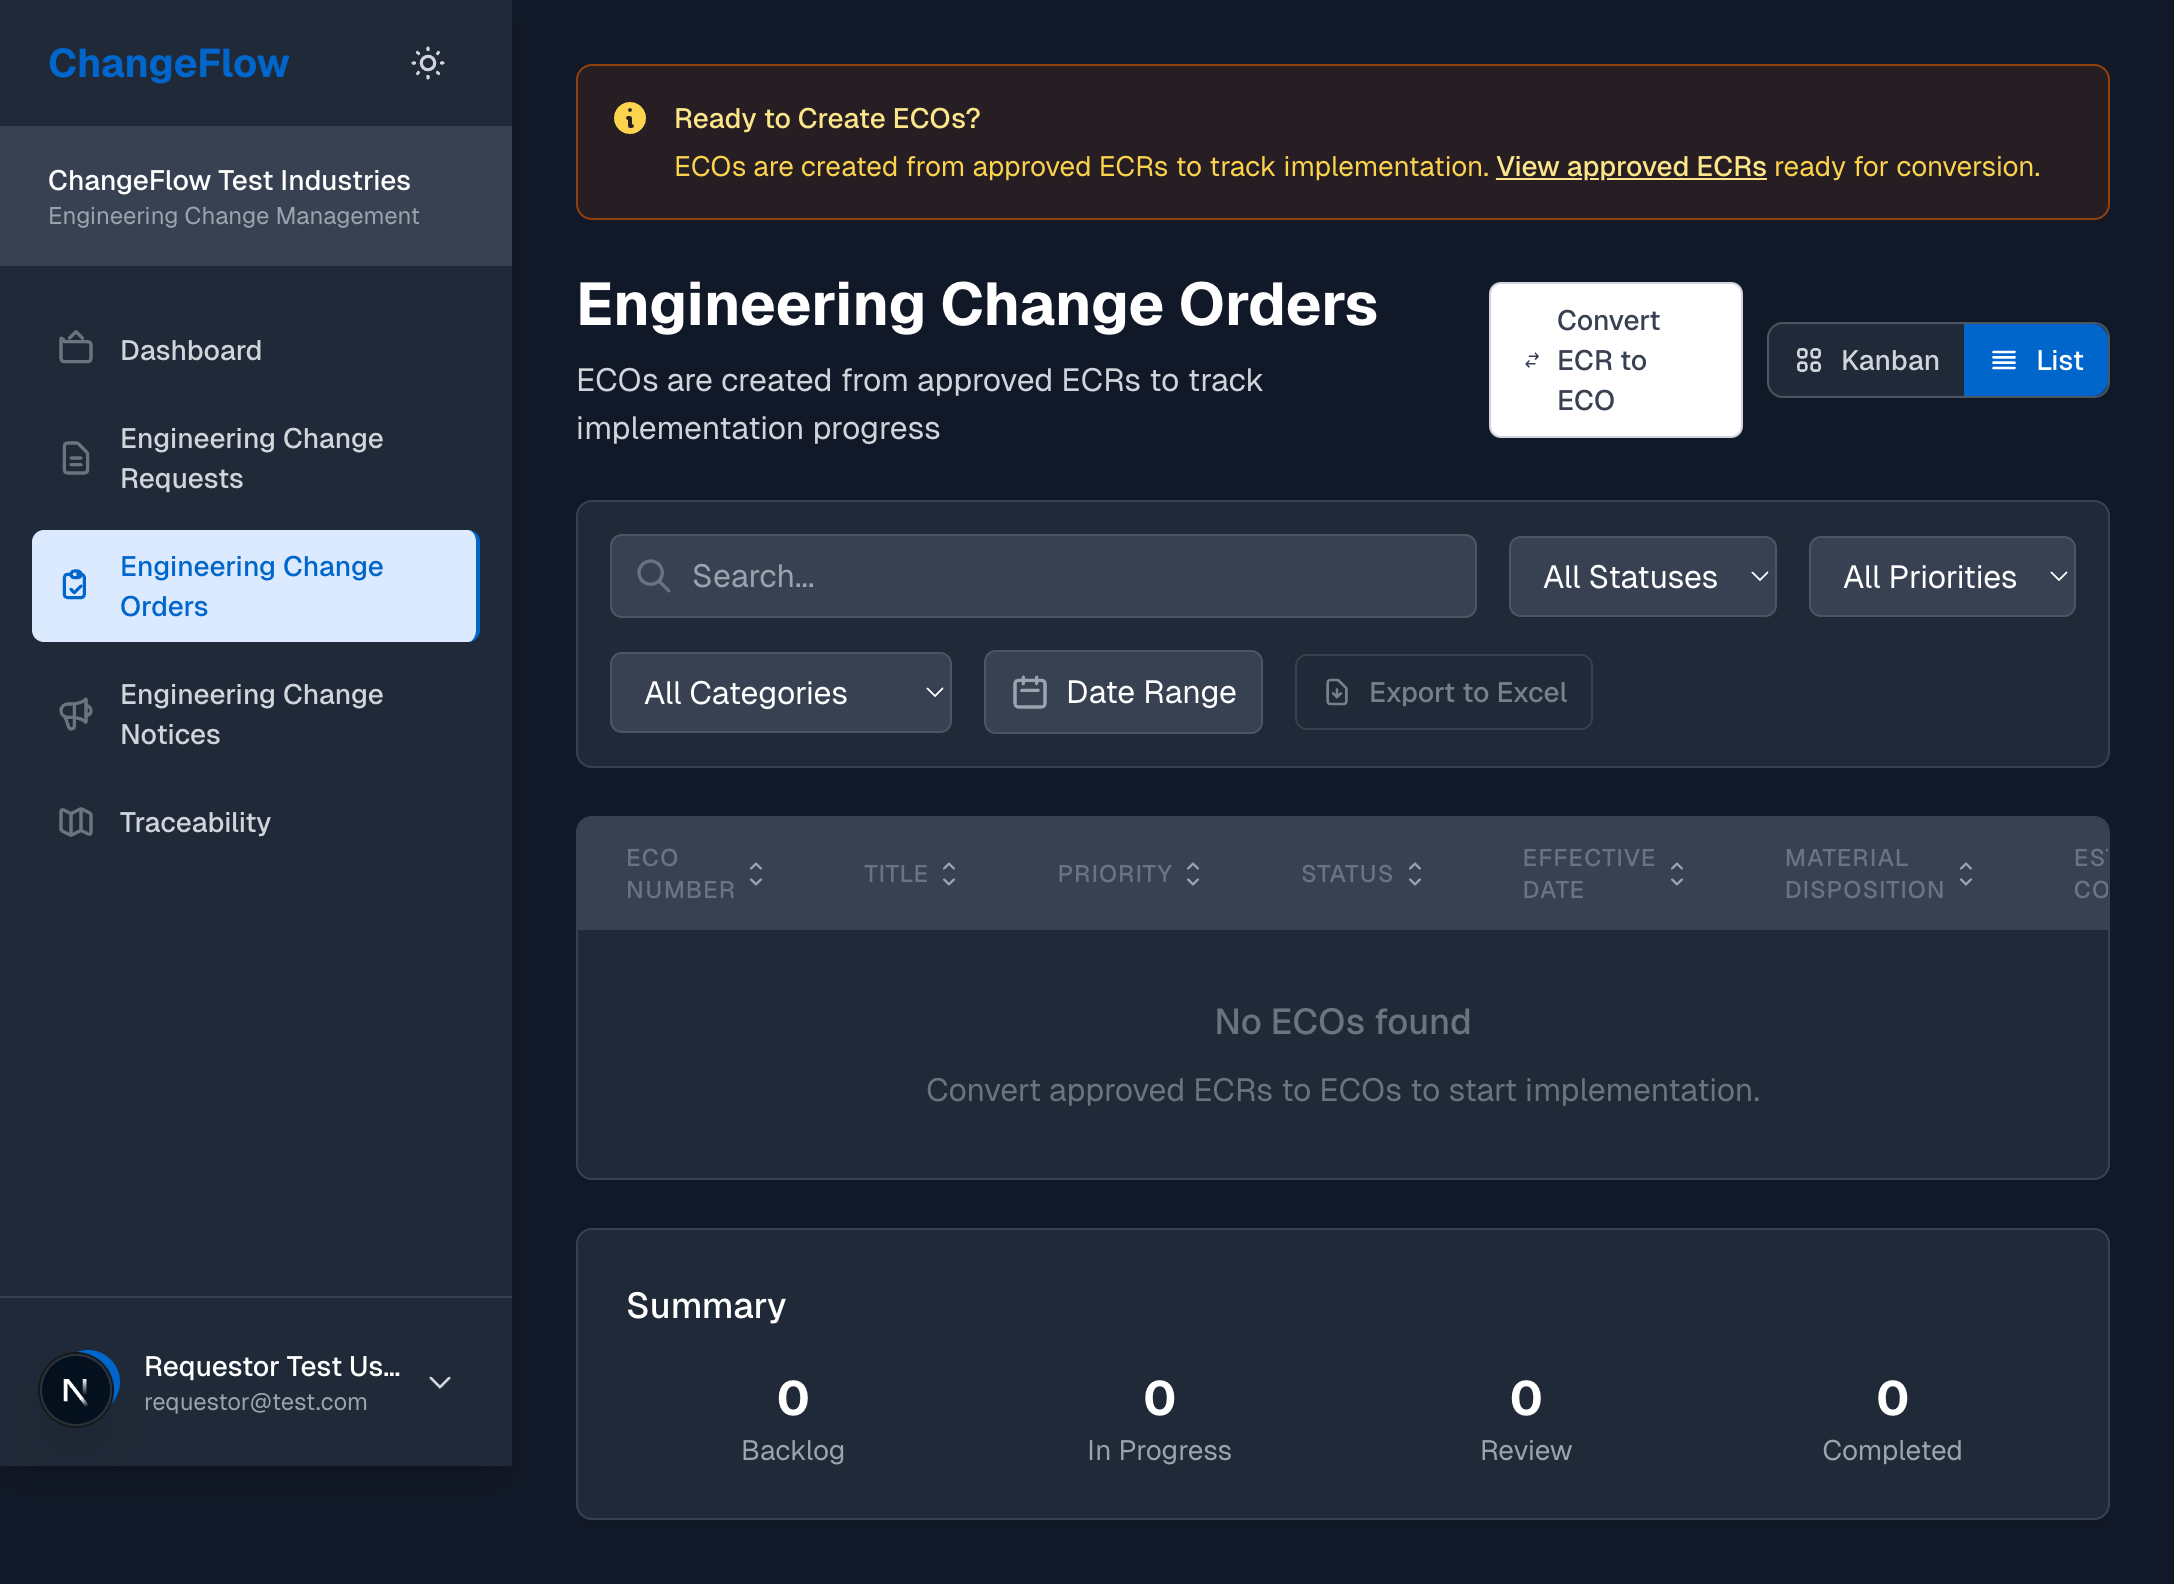 ChangeFlow
ChangeFlow Test Industries
Engineering Change Management
Dashboard
Engineering Change
Requests
Engineering Change
Orders
Engineering Change
Notices
Traceability
N
Requestor Test Us...
requestor@test.com
Ready to Create ECOs?
ECOs are created from approved ECRs to track implementation. View approved ECRs ready for conversion.
Engineering Change Orders
ECOs are created from approved ECRs to track
implementation progress
Convert
ECR to
ECO
Kanban
List
Search...
All Statuses
All Priorities
All Categories
Date Range
Export to Excel
ECO
NUMBER
TITLE
PRIORITY
STATUS
EFFECTIVE
DATE
MATERIAL
DISPOSITION
No ECOs found
Convert approved ECRs to ECOs to start implementation.
Summary
0
Backlog
0
In Progress
0
Review
0
Completed